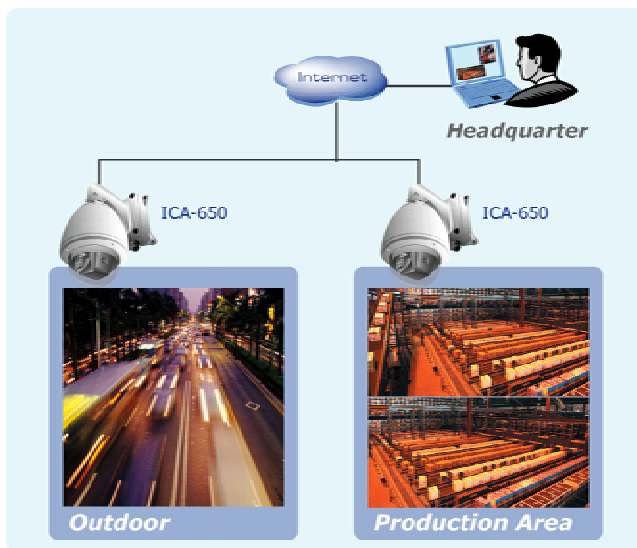 Internet
Headquarter
ICA-650
ICA-650
Outdoor
Production Area